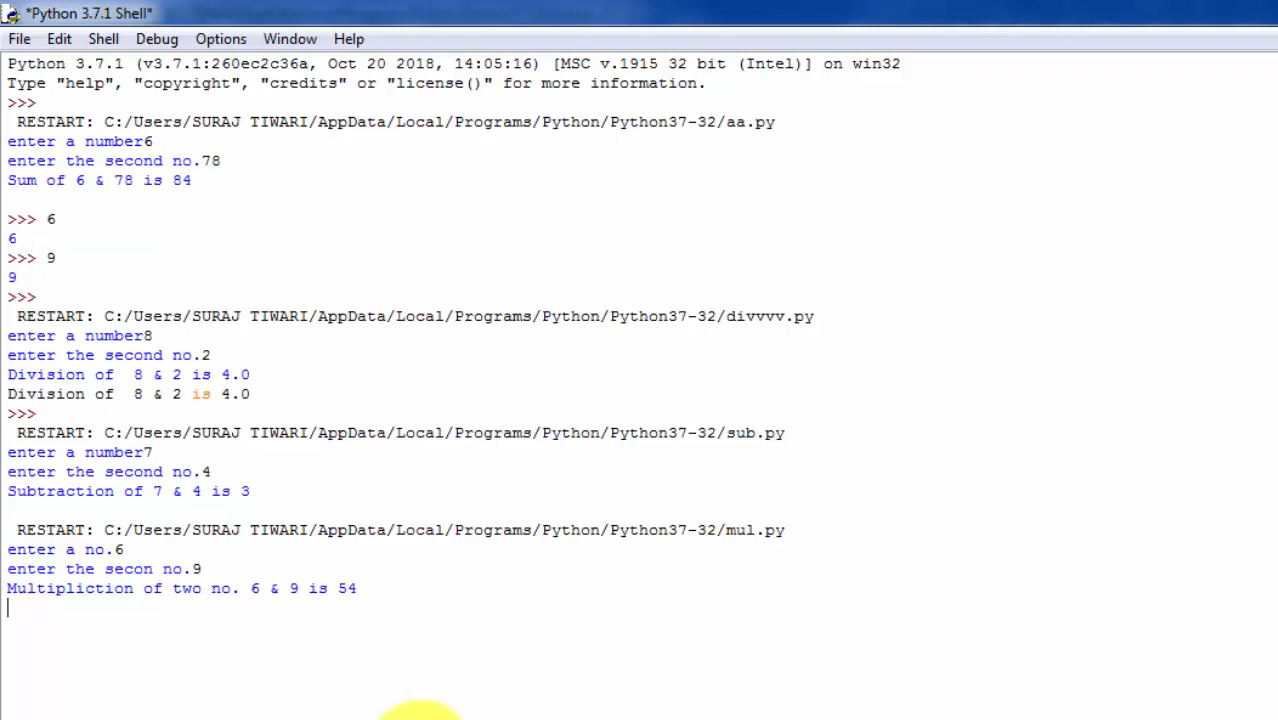 *Python 3.7.1 Shell*
File Edit Shell Debug Options Window Help
Python 3.7.1 (v3.7.1:260ec2c36a, Oct 20 2018, 14:05:16) [MSC v.1915 32 bit (Intel)] on win32
Type "help", "copyright", "credits" or "license()" for more information.
>>>
 RESTART: C:/Users/SURAJ TIWARI/AppData/Local/Programs/Python/Python37-32/aa.py
enter a number6
enter the second no.78
Sum of 6 & 78 is 84
>>> 6
6
>>> 9
9
>>>
 RESTART: C:/Users/SURAJ TIWARI/AppData/Local/Programs/Python/Python37-32/divvvv.py
enter a number8
enter the second no.2
Division of  8 & 2 is 4.0
Division of  8 & 2 is 4.0
>>>
 RESTART: C:/Users/SURAJ TIWARI/AppData/Local/Programs/Python/Python37-32/sub.py
enter a number7
enter the second no.4
Subtraction of 7 & 4 is 3
 RESTART: C:/Users/SURAJ TIWARI/AppData/Local/Programs/Python/Python37-32/mul.py
enter a no.6
enter the secon no.9
Multipliction of two no. 6 & 9 is 54